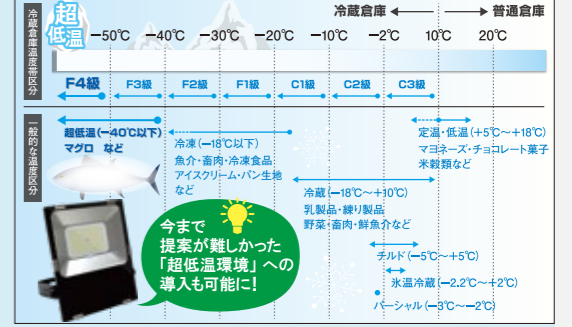 冷蔵倉庫 普通倉庫
超
低温
冷蔵倉庫温度帯区分
−50℃ −40℃ −30℃ −20℃ −10℃ 10℃ 20℃
F4級 F3級 F2級 F1級 C1級 C2級 C3級
一般的な温度区分
超低温(−40℃以下)
マグロ など
冷凍(−18℃以下)
魚介・畜肉・冷凍食品
アイスクリーム・パン生地
など
定温・低温(+5℃〜+18℃)
マヨネーズ・チョコレート菓子
米穀類など
冷蔵(−18℃〜+10℃)
乳製品・練り製品
野菜・畜肉・鮮魚介など
チルド(−5℃〜+5℃)
氷温冷蔵(−2.2℃〜+2℃)
パーシャル(−3℃〜−2℃)
今まで
提案が難しかった
「超低温環境」への
導入も可能に!